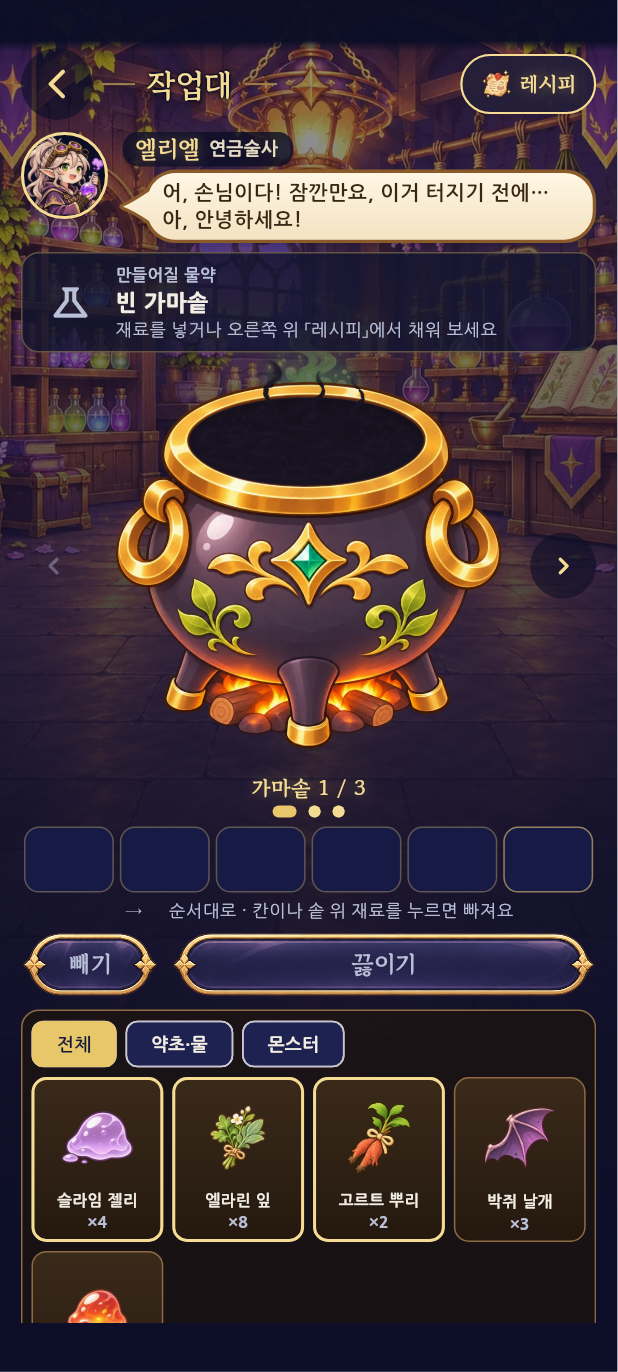 작업대
레시피
엘리엘 연금술사
어, 손님이다! 잠깐만요, 이거 터지기 전에…
아, 안녕하세요!
만들어질 물약
빈 가마솥
재료를 넣거나 오른쪽 위 「레시피」에서 채워 보세요
가마솥 1 / 3
→ 순서대로 · 칸이나 솥 위 재료를 누르면 빠져요
빼기
끓이기
전체
약초·물
몬스터
슬라임 젤리
×4
엘라린 잎
×8
고르트 뿌리
×2
박쥐 날개
×3